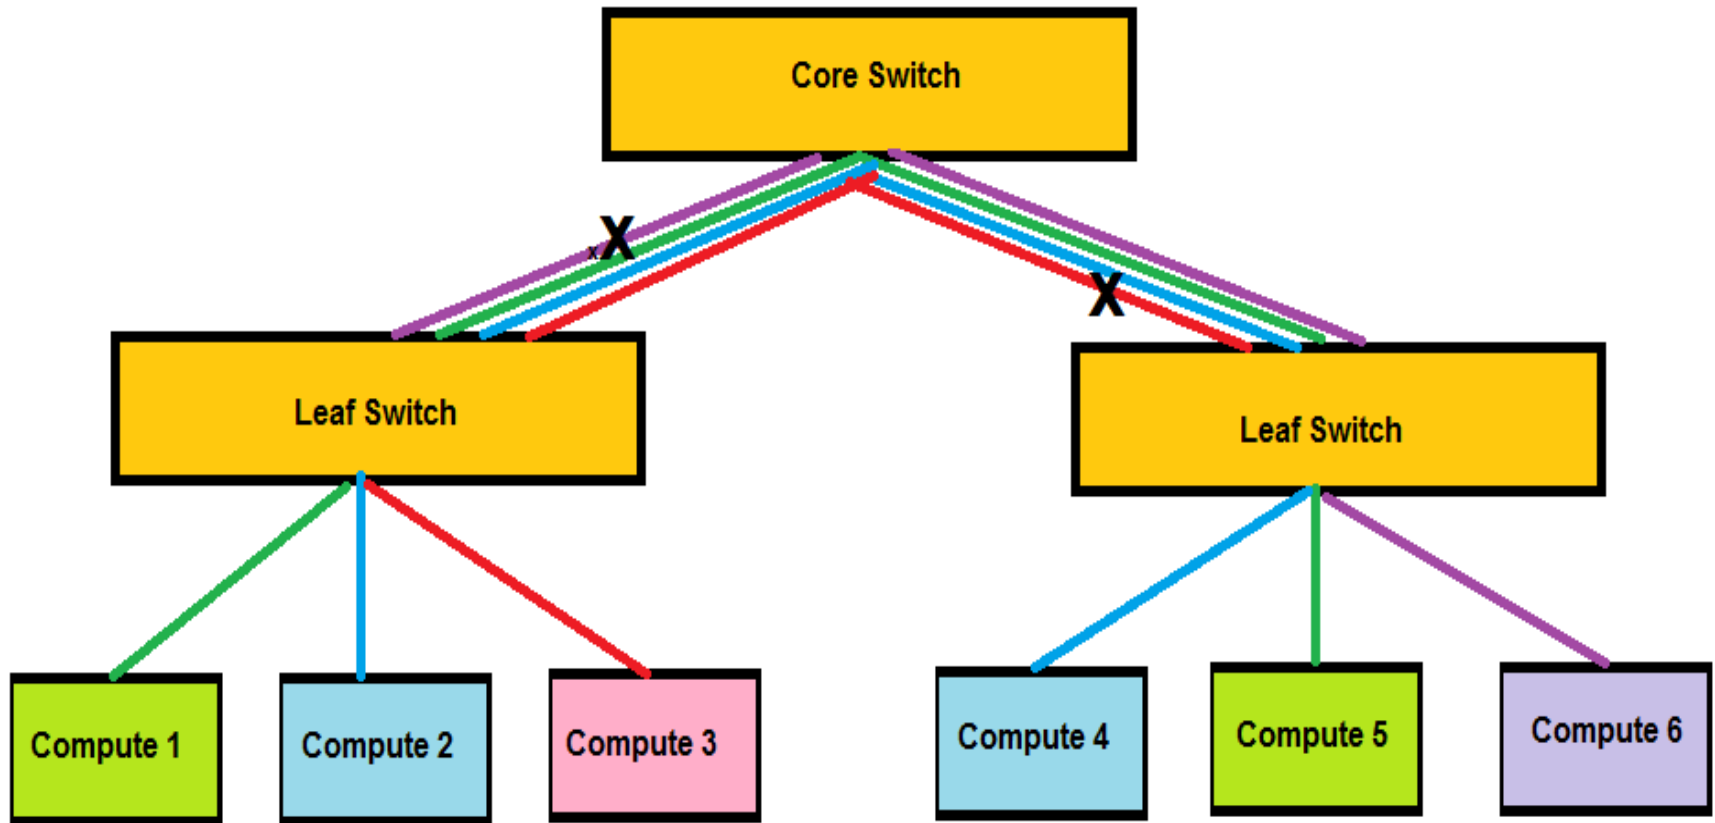 Core Switch
x
X
X
Leaf Switch
Leaf Switch
Compute 1
Compute 2
Compute 3
Compute 4
Compute 5
Compute 6